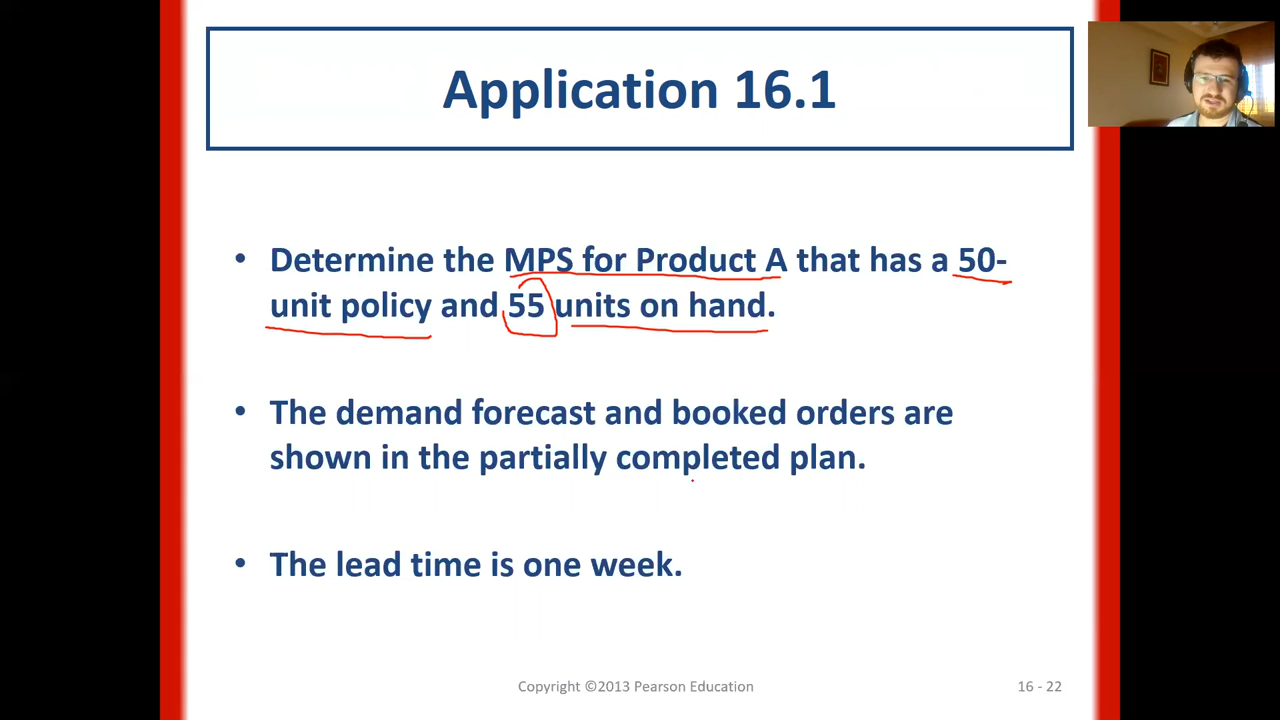 Application 16.1
• Determine the MPS for Product A that has a 50-
unit policy and 55 units on hand.
• The demand forecast and booked orders are
shown in the partially completed plan.
• The lead time is one week.
Copyright ©2013 Pearson Education
16 - 22